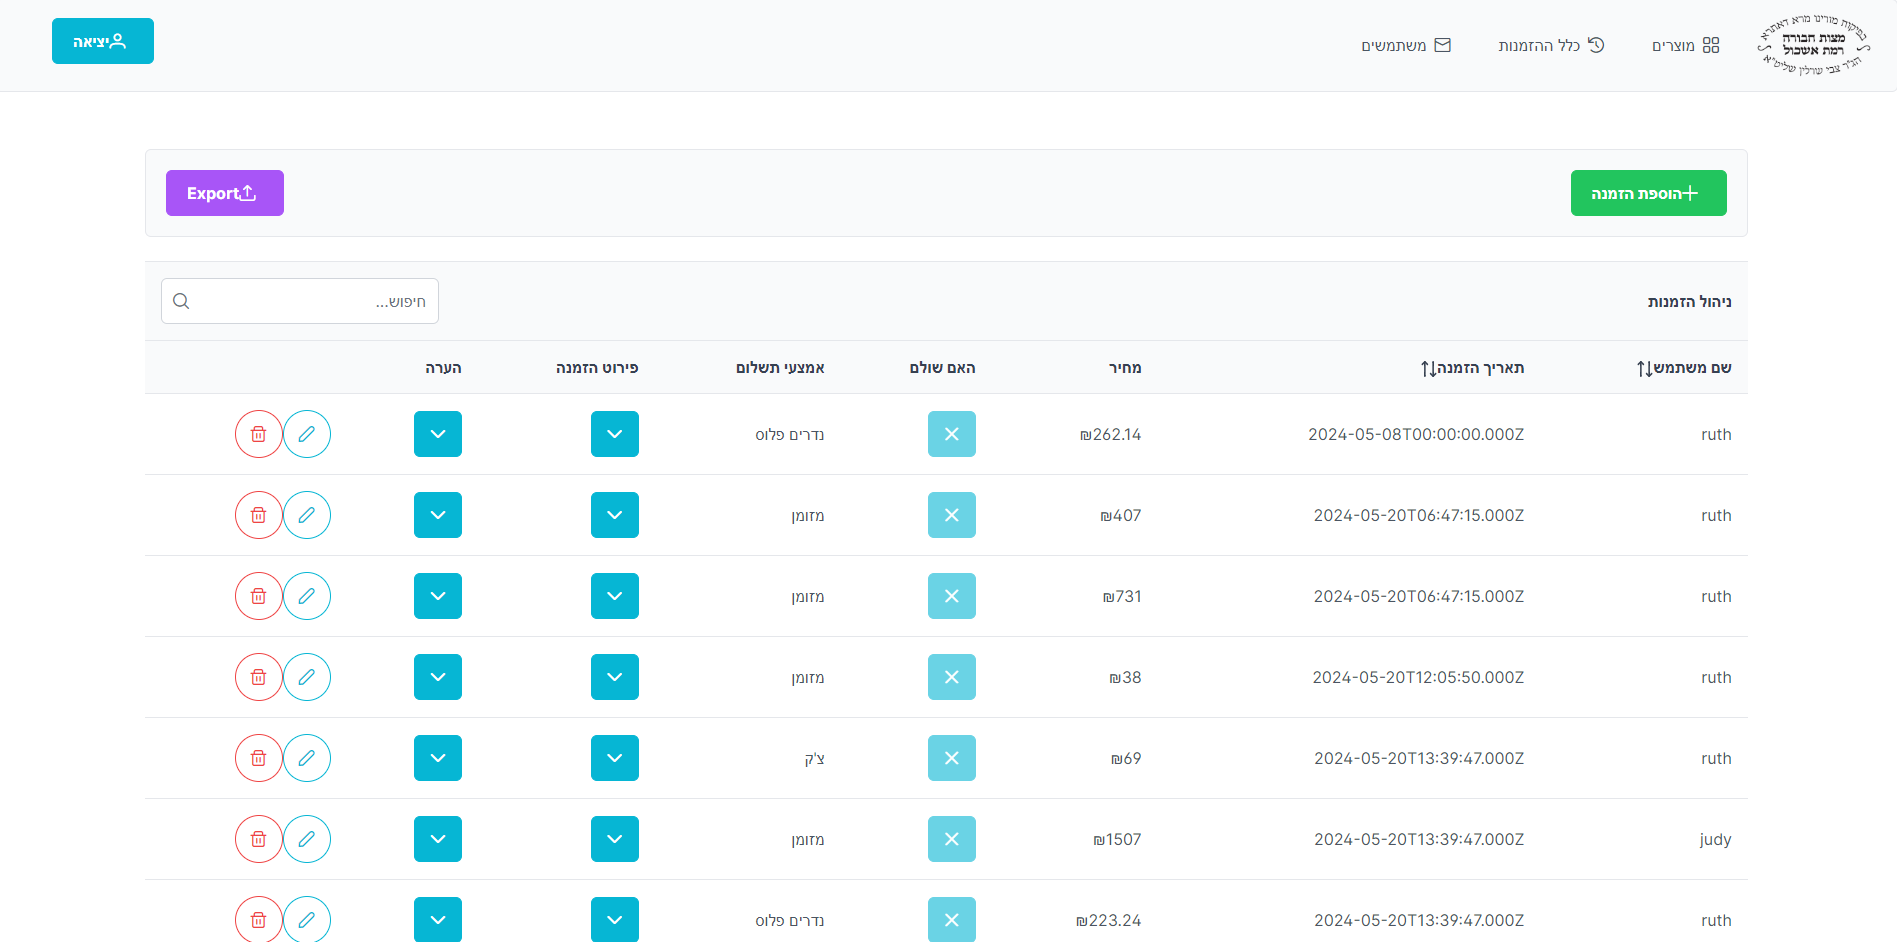 בפיקוח מורינו מרא דאתרא
מצות חבורה
רמת אשכול
הג"ר צבי שורלין שליט"א
מוצרים
כלל ההזמנות
משתמשים
יציאה
הוספת הזמנה
Export
ניהול הזמנות
חיפוש...
שם משתמש תאריך הזמנה מחיר האם שולם אמצעי תשלום פירוט הזמנה הערה
ruth 2024-05-08T00:00:00.000Z ₪262.14 נדרים פלוס
ruth 2024-05-20T06:47:15.000Z ₪407 מזומן
ruth 2024-05-20T06:47:15.000Z ₪731 מזומן
ruth 2024-05-20T12:05:50.000Z ₪38 מזומן
ruth 2024-05-20T13:39:47.000Z ₪69 צ'ק
judy 2024-05-20T13:39:47.000Z ₪1507 מזומן
ruth 2024-05-20T13:39:47.000Z ₪223.24 נדרים פלוס